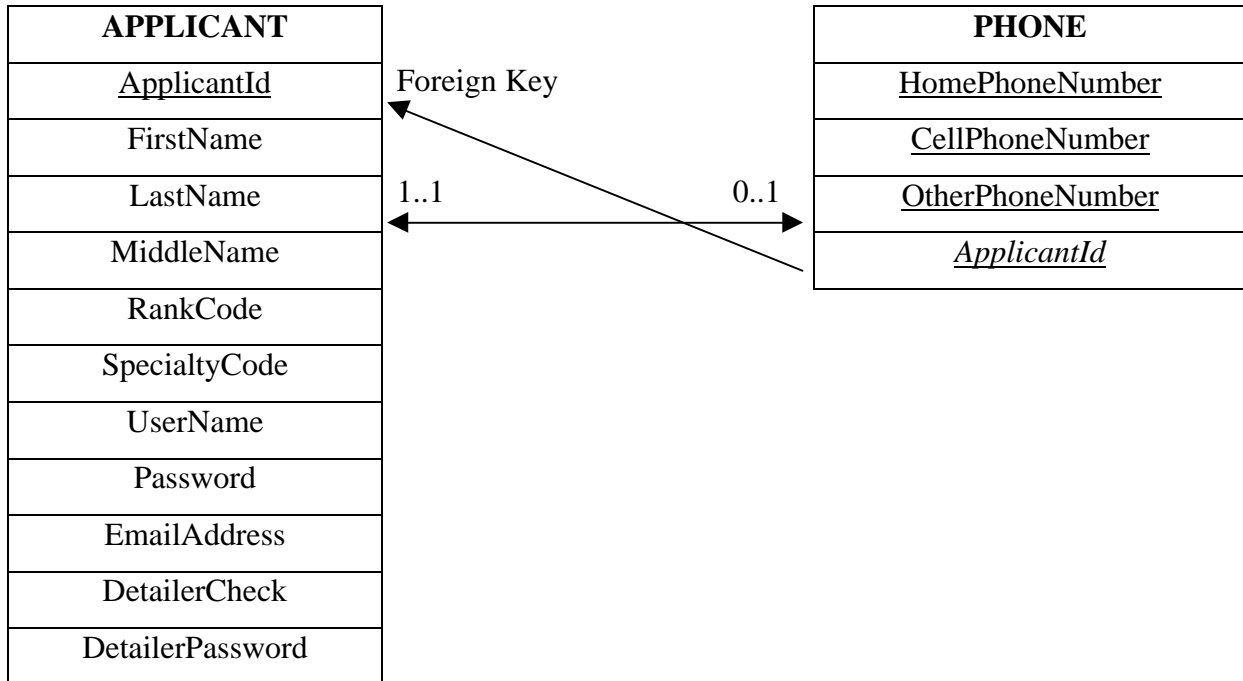 APPLICANT
ApplicantId
FirstName
LastName
MiddleName
RankCode
SpecialtyCode
UserName
Password
EmailAddress
DetailerCheck
DetailerPassword
Foreign Key
1..1
0..1
PHONE
HomePhoneNumber
CellPhoneNumber
OtherPhoneNumber
ApplicantId